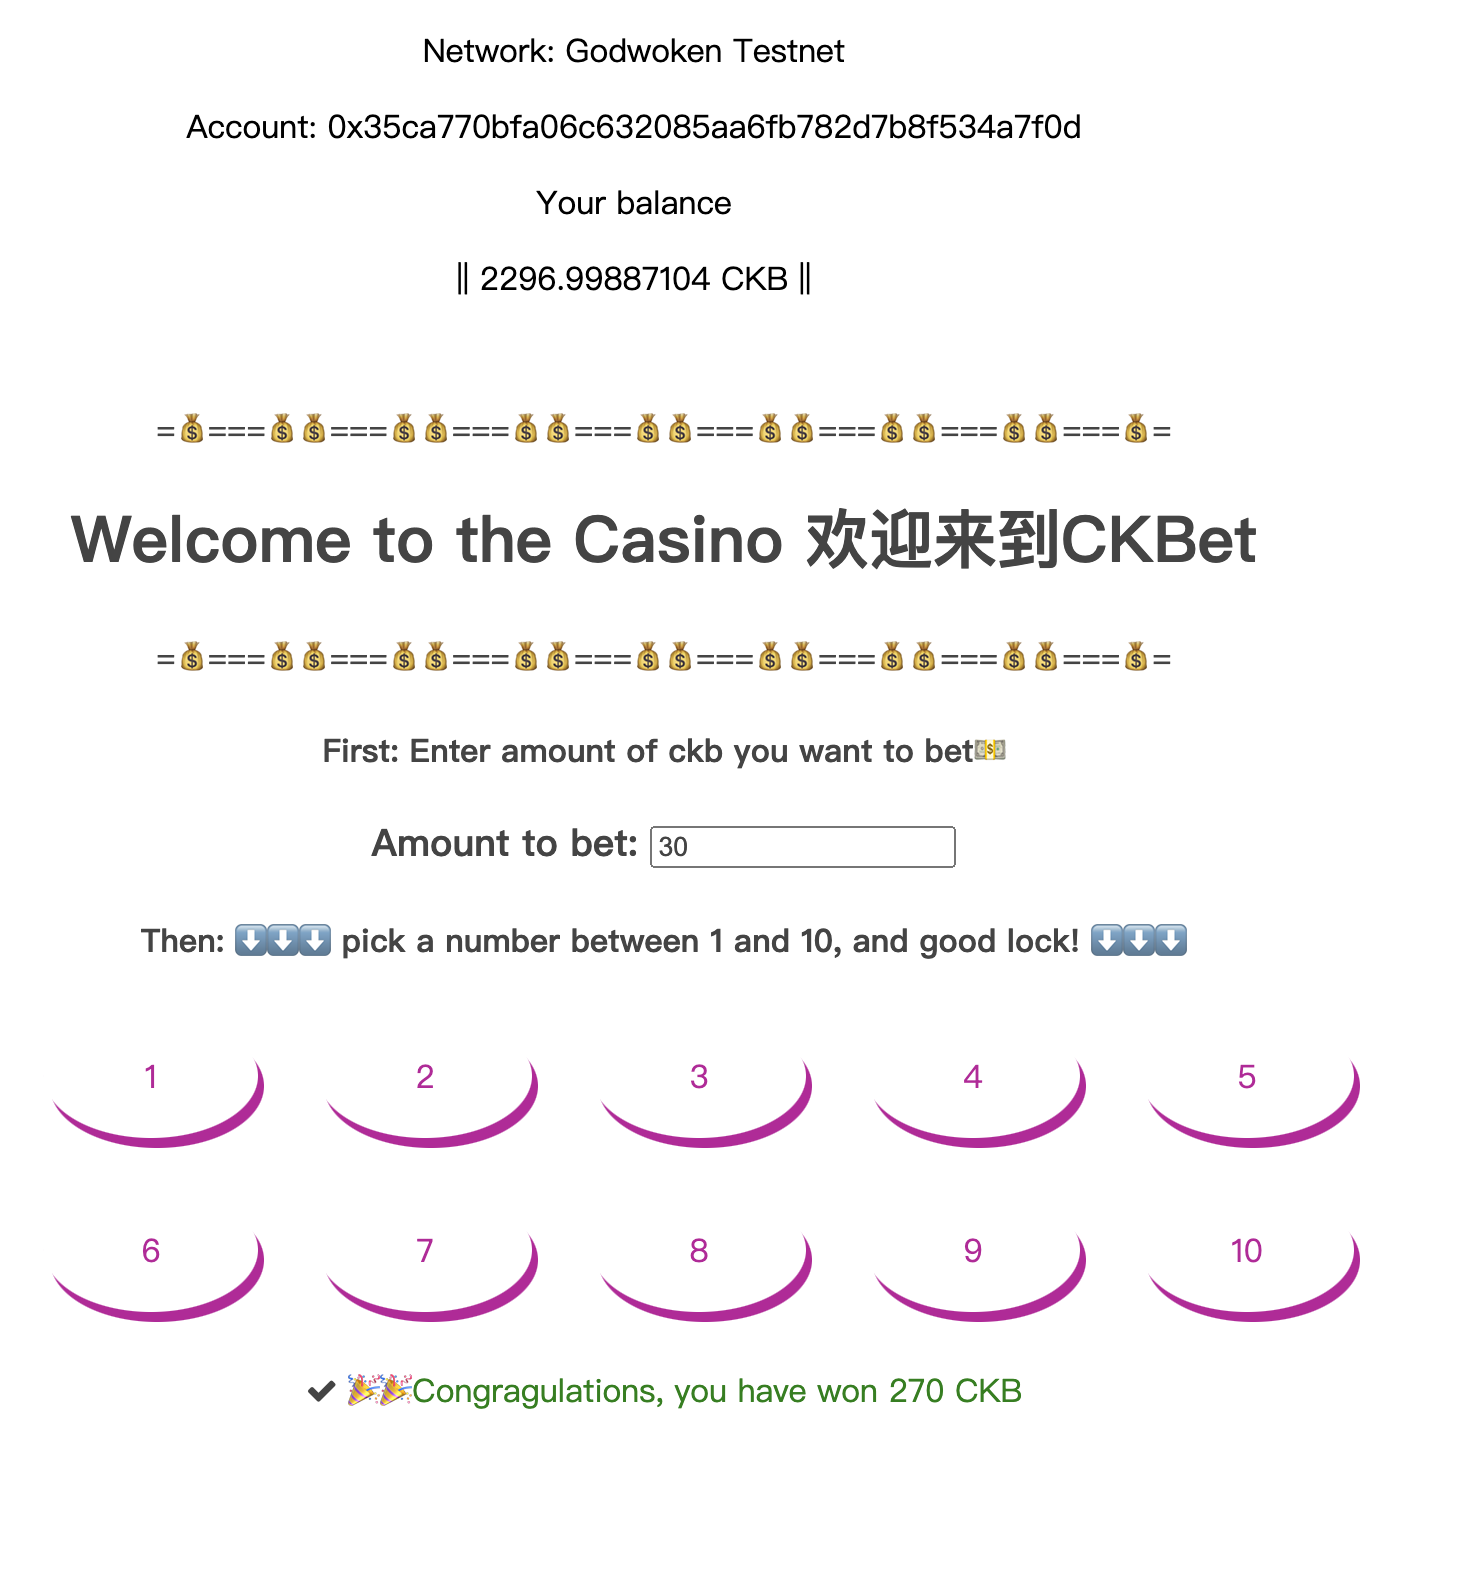 Network: Godwoken Testnet
Account: 0x35ca770bfa06c632085aa6fb782d7b8f534a7f0d
Your balance
|| 2296.99887104 CKB ||
=💰===💰💰===💰💰===💰💰===💰💰===💰💰===💰💰===💰💰===💰=
Welcome to the Casino 欢迎来到CKBet
=💰===💰💰===💰💰===💰💰===💰💰===💰💰===💰💰===💰💰===💰=
First: Enter amount of ckb you want to bet💵
Amount to bet: 30
Then: ⬇️⬇️⬇️ pick a number between 1 and 10, and good lock! ⬇️⬇️⬇️
1 2 3 4 5
6 7 8 9 10
✔ 🎉🎉Congragulations, you have won 270 CKB